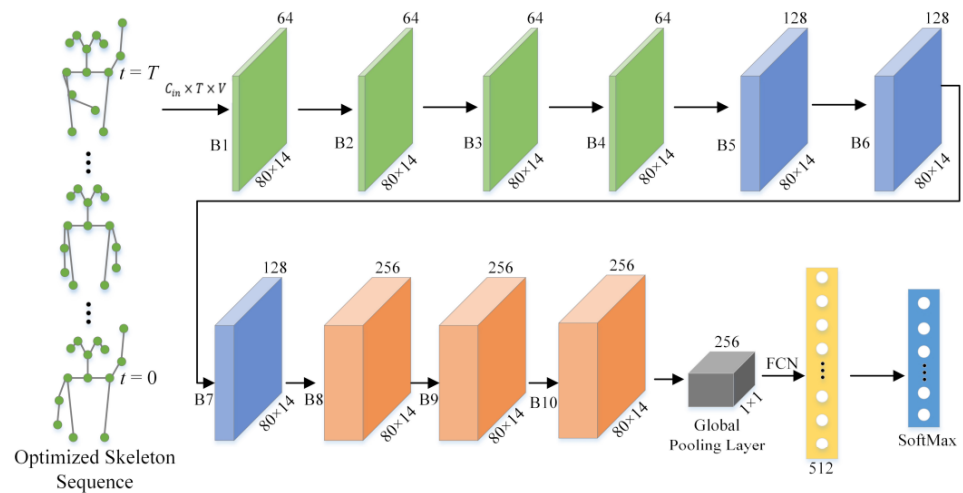 t = T
C_in × T × V
64
64
64
64
128
128
B1
B2
B3
B4
B5
B6
80×14
80×14
80×14
80×14
80×14
80×14
128
256
256
256
B7
B8
B9
B10
80×14
80×14
80×14
80×14
256
1×1
Global
Pooling Layer
FCN
512
SoftMax
t = 0
Optimized Skeleton
Sequence